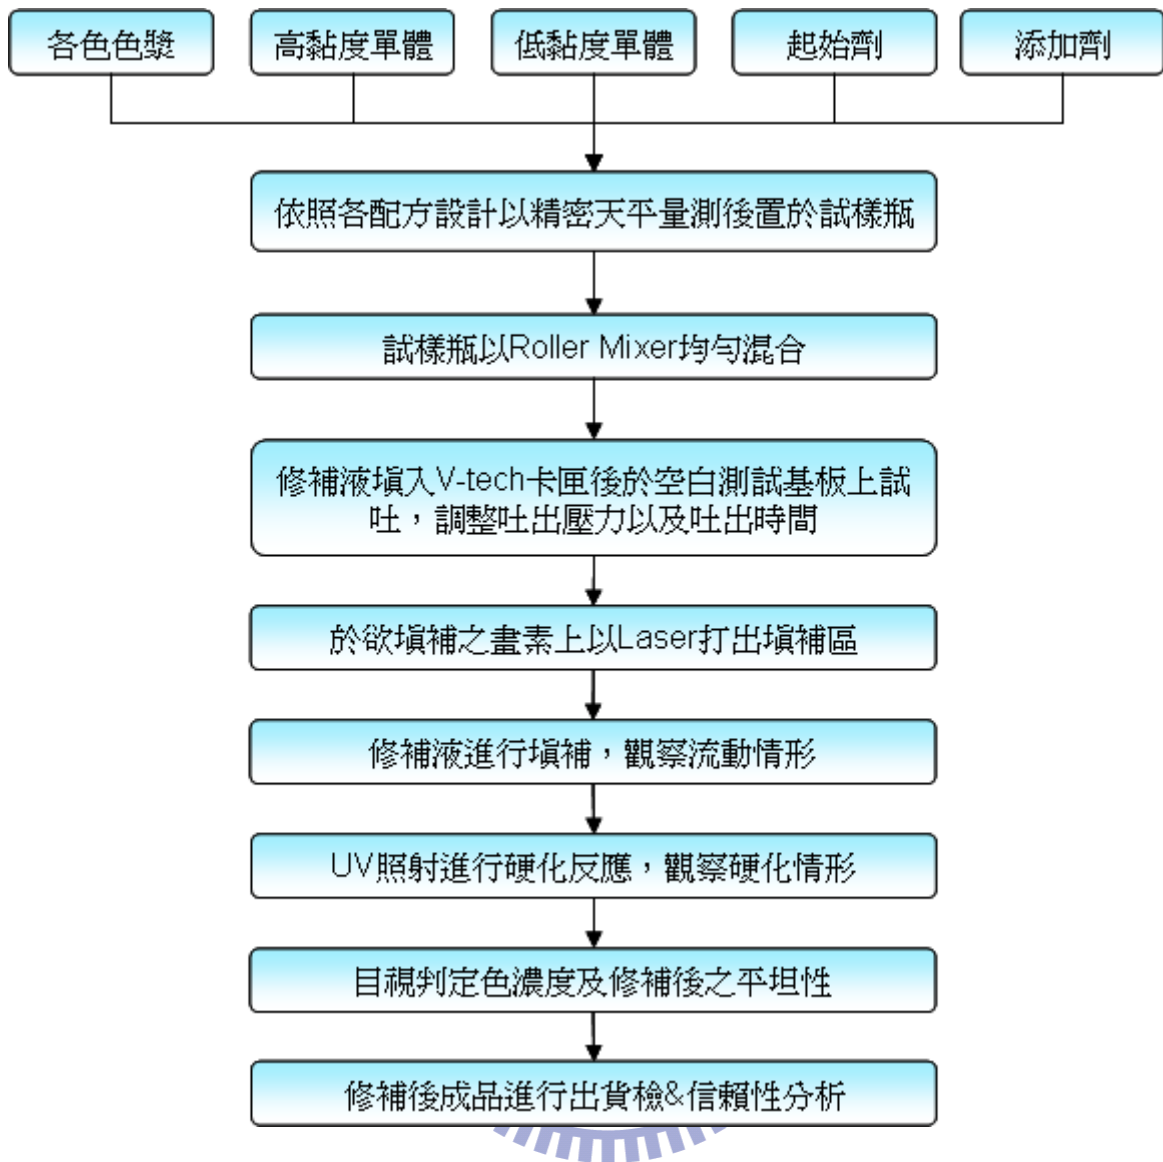 各色色漿
高黏度單體
低黏度單體
起始劑
添加劑
依照各配方設計以精密天平量測後置於試樣瓶
試樣瓶以Roller Mixer均勻混合
修補液填入V-tech卡匣後於空白測試基板上試
吐，調整吐出壓力以及吐出時間
於欲填補之畫素上以Laser打出填補區
修補液進行填補，觀察流動情形
UV照射進行硬化反應，觀察硬化情形
目視判定色濃度及修補後之平坦性
修補後成品進行出貨檢&信賴性分析